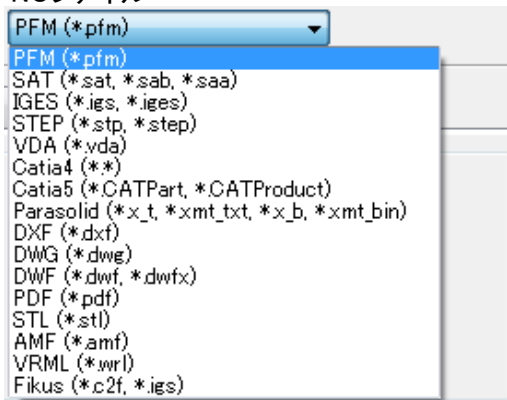 PFM (*.pfm)
PFM (*.pfm)
SAT (*.sat, *.sab, *.saa)
IGES (*.igs, *.iges)
STEP (*.stp, *.step)
VDA (*.vda)
Catia4 (*.*)
Catia5 (*.CATPart, *.CATProduct)
Parasolid (*.x_t, *.xmt_txt, *.x_b, *.xmt_bin)
DXF (*.dxf)
DWG (*.dwg)
DWF (*.dwf, *.dwfx)
PDF (*.pdf)
STL (*.stl)
AMF (*.amf)
VRML (*.wrl)
Fikus (*.c2f, *.igs)